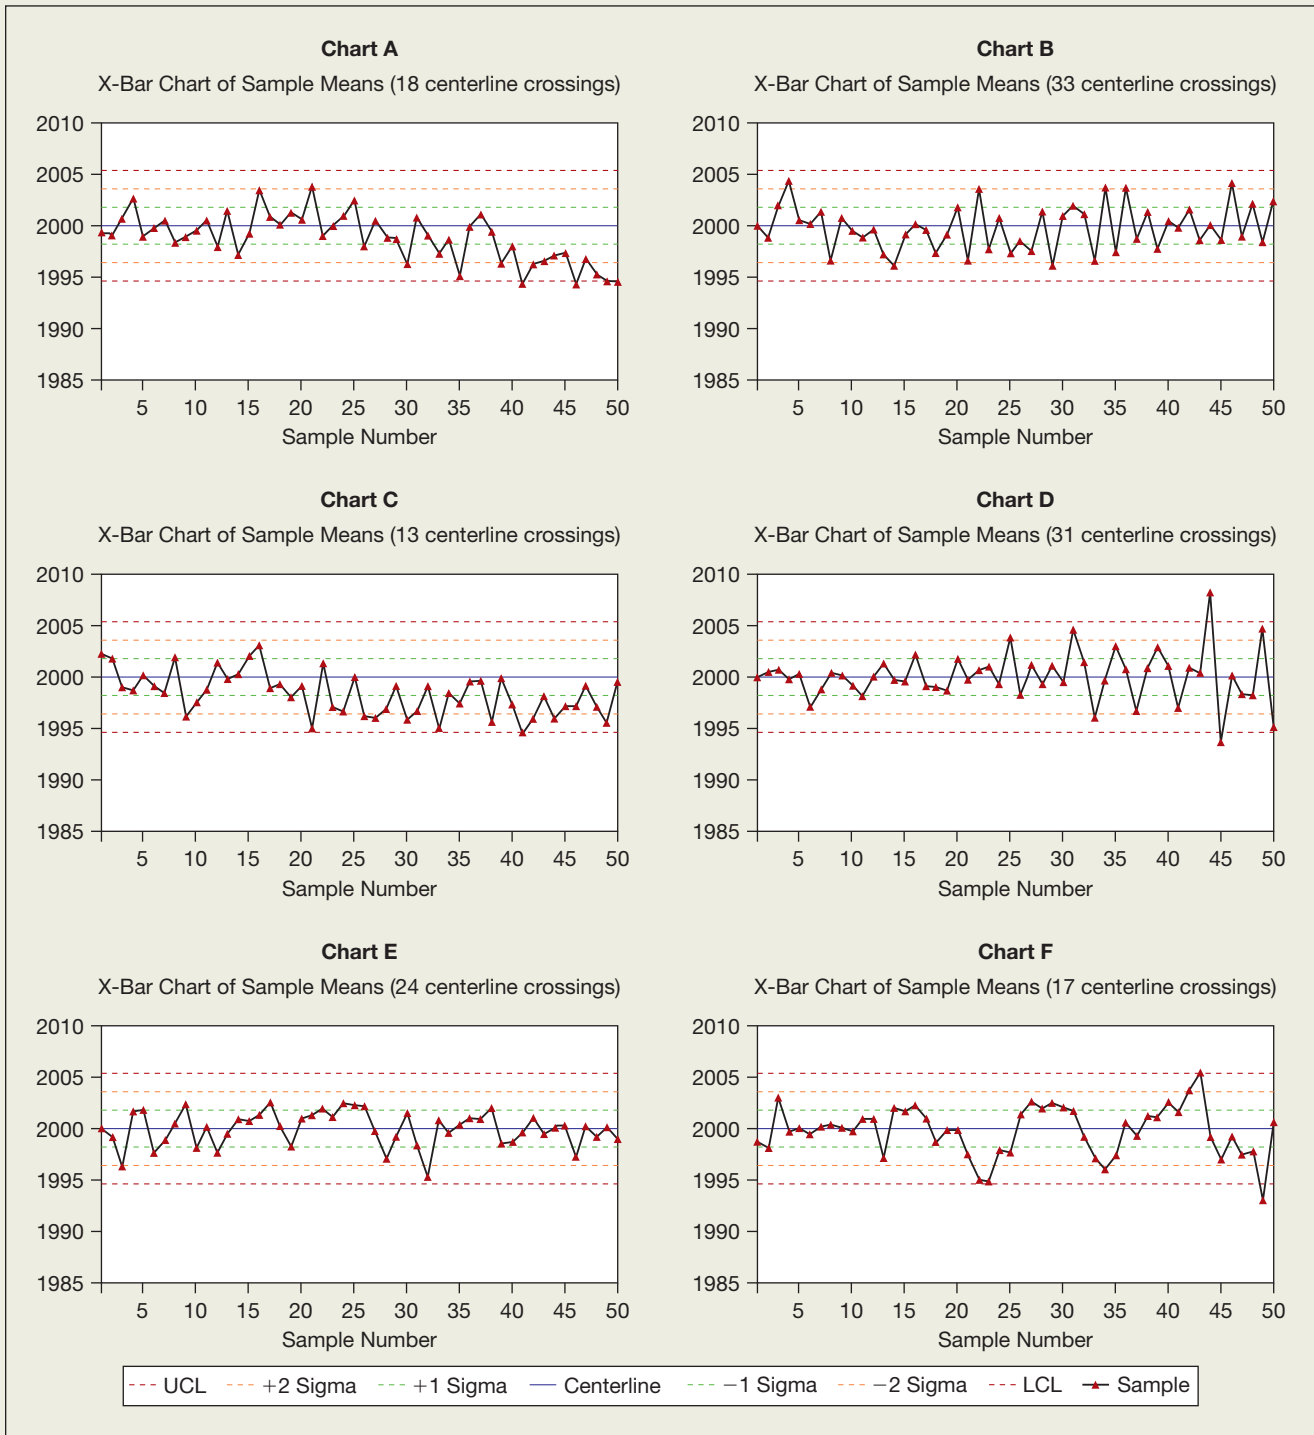 Chart A
X-Bar Chart of Sample Means (18 centerline crossings)
2010
2005
2000
1995
1990
1985
5 10 15 20 25 30 35 40 45 50
Sample Number
Chart B
X-Bar Chart of Sample Means (33 centerline crossings)
2010
2005
2000
1995
1990
1985
5 10 15 20 25 30 35 40 45 50
Sample Number
Chart C
X-Bar Chart of Sample Means (13 centerline crossings)
2010
2005
2000
1995
1990
1985
5 10 15 20 25 30 35 40 45 50
Sample Number
Chart D
X-Bar Chart of Sample Means (31 centerline crossings)
2010
2005
2000
1995
1990
1985
5 10 15 20 25 30 35 40 45 50
Sample Number
Chart E
X-Bar Chart of Sample Means (24 centerline crossings)
2010
2005
2000
1995
1990
1985
5 10 15 20 25 30 35 40 45 50
Sample Number
Chart F
X-Bar Chart of Sample Means (17 centerline crossings)
2010
2005
2000
1995
1990
1985
5 10 15 20 25 30 35 40 45 50
Sample Number
UCL +2 Sigma +1 Sigma Centerline −1 Sigma −2 Sigma LCL Sample